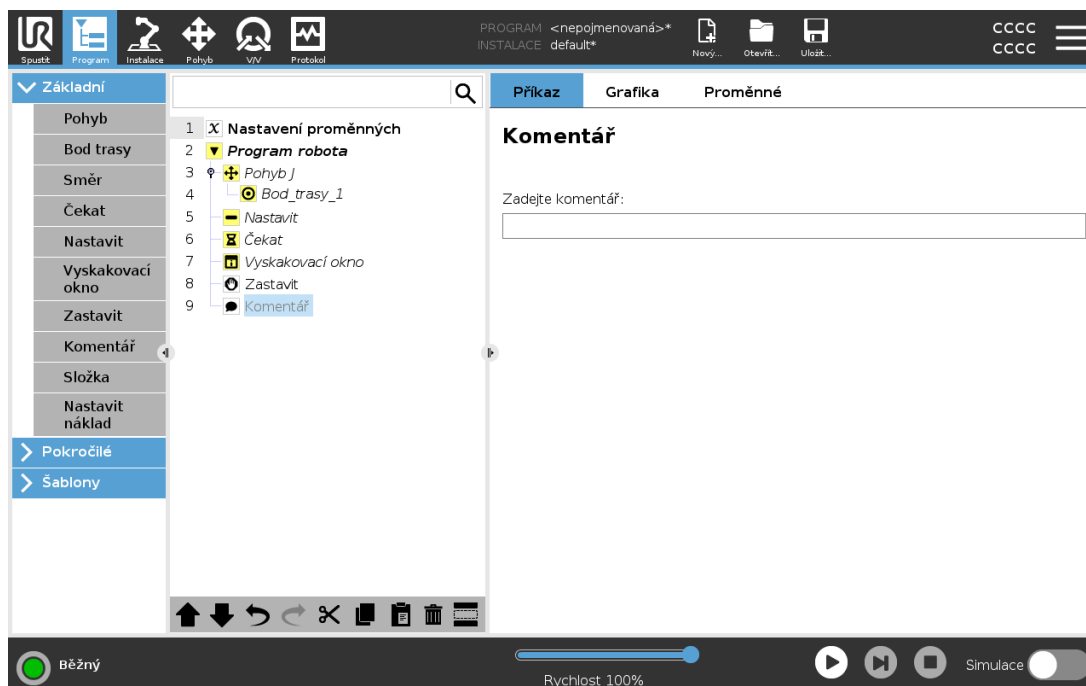 UR
PROGRAM <nepojmenovaná>*
INSTALACE default*
CCCC
CCCC
Spustit Program Instalace Pohyb V/V Protokol Nový... Otevřít... Uložit...
Základní
Pohyb
Bod trasy
Směr
Čekat
Nastavit
Vyskakovací
okno
Zastavit
Komentář
Složka
Nastavit
náklad
Pokročilé
Šablony
1 X Nastavení proměnných
2 Program robota
3 Pohyb J
4 Bod_trasy_1
5 Nastavit
6 Čekat
7 Vyskakovací okno
8 Zastavit
9 Komentář
Příkaz Grafika Proměnné
Komentář
Zadejte komentář:
Běžný
Rychlost 100%
Simulace